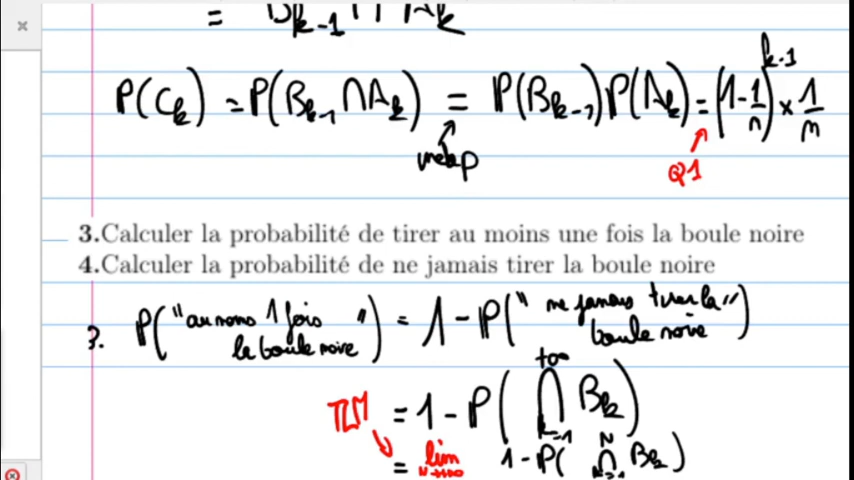 = B_{k-1} ∩ A_k
P(C_k) = P(B_{k-1} ∩ A_k) = P(B_{k-1}) P(A_k) = (1 - 1/n)^{k-1} × 1/n
indép
Q1
3.Calculer la probabilité de tirer au moins une fois la boule noire
4.Calculer la probabilité de ne jamais tirer la boule noire
3. P("au moins 1 fois la boule noire") = 1 - P("ne jamais tirer la boule noire")
TLM = 1 - P(⋂_{k=1}^{+∞} B_k)
= lim_{N→+∞} 1 - P(⋂_{k=1}^{N} B_k)